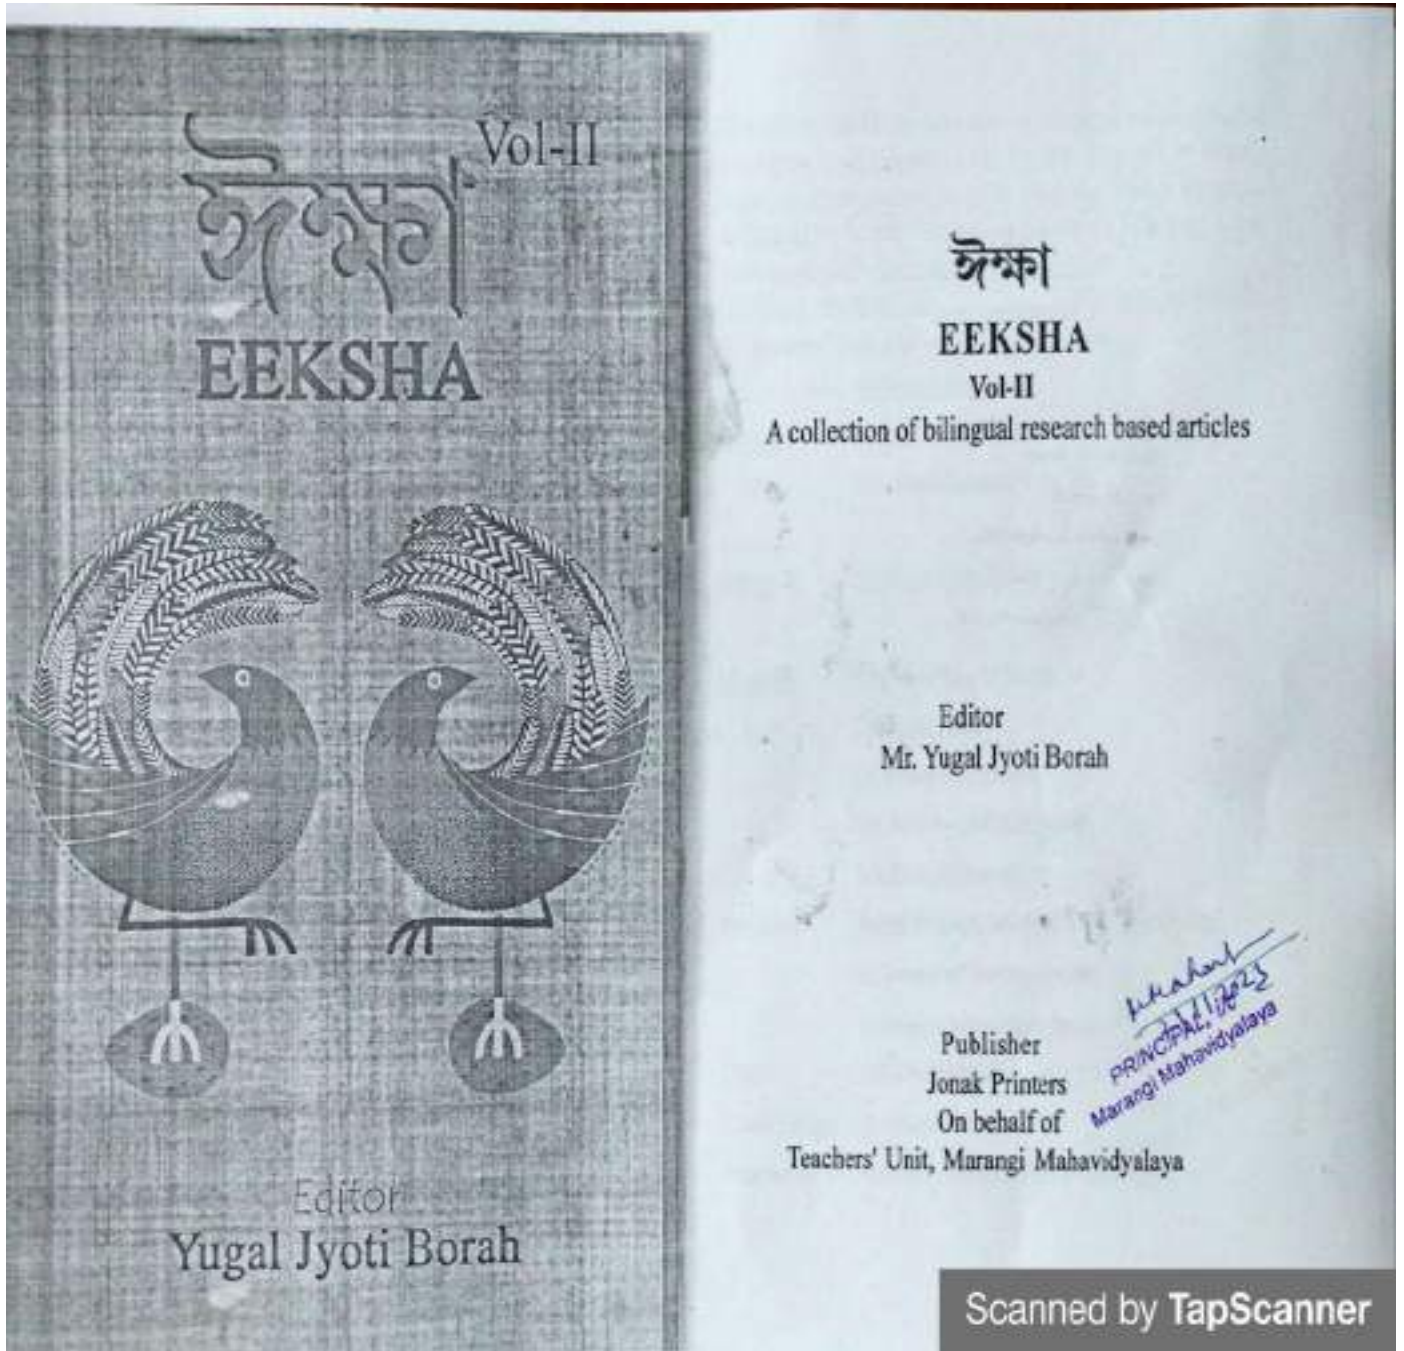 Vol-II
ঈক্ষা
EEKSHA
Editor
Yugal Jyoti Borah
ঈক্ষা
EEKSHA
Vol-II
A collection of bilingual research based articles
Editor
Mr. Yugal Jyoti Borah
Publisher
Jonak Printers
On behalf of
Teachers' Unit, Marangi Mahavidyalaya
PRINCIPAL, i/c
Marangi Mahavidyalaya
Scanned by TapScanner